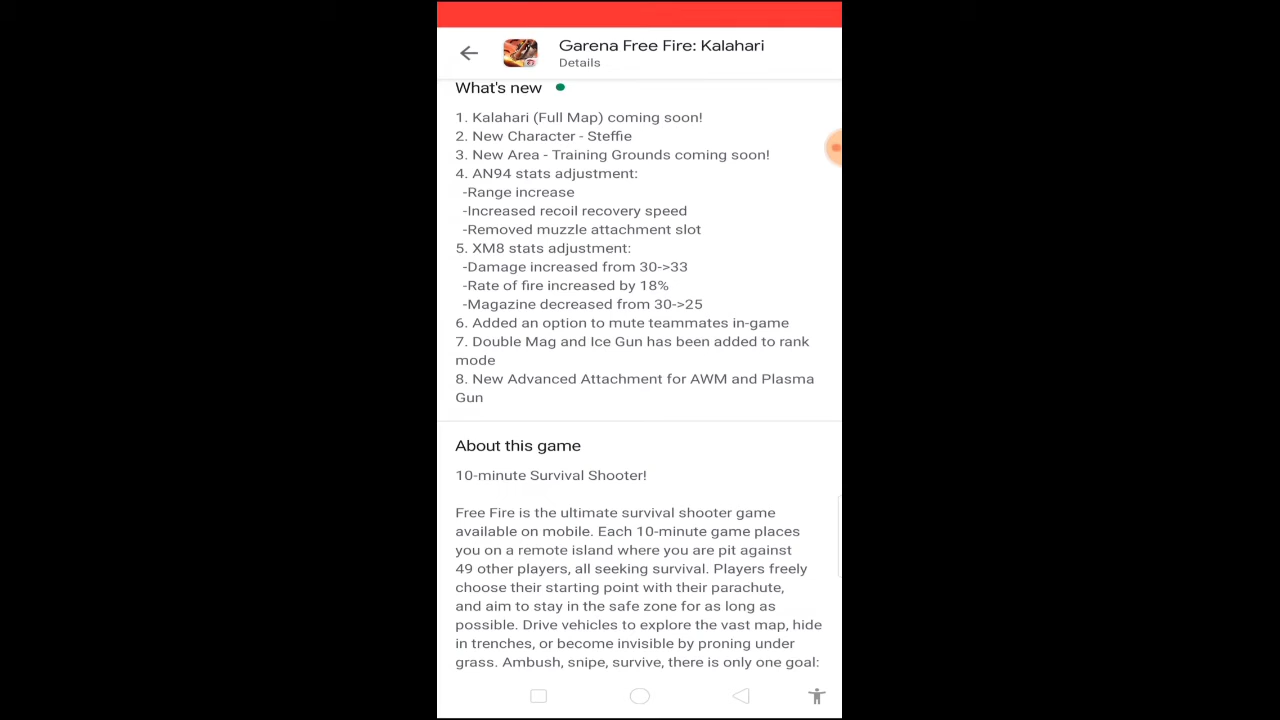 Garena Free Fire: Kalahari
Details
What's new
1. Kalahari (Full Map) coming soon!
2. New Character - Steffie
3. New Area - Training Grounds coming soon!
4. AN94 stats adjustment:
-Range increase
-Increased recoil recovery speed
-Removed muzzle attachment slot
5. XM8 stats adjustment:
-Damage increased from 30->33
-Rate of fire increased by 18%
-Magazine decreased from 30->25
6. Added an option to mute teammates in-game
7. Double Mag and Ice Gun has been added to rank
mode
8. New Advanced Attachment for AWM and Plasma
Gun
About this game
10-minute Survival Shooter!
Free Fire is the ultimate survival shooter game
available on mobile. Each 10-minute game places
you on a remote island where you are pit against
49 other players, all seeking survival. Players freely
choose their starting point with their parachute,
and aim to stay in the safe zone for as long as
possible. Drive vehicles to explore the vast map, hide
in trenches, or become invisible by proning under
grass. Ambush, snipe, survive, there is only one goal: